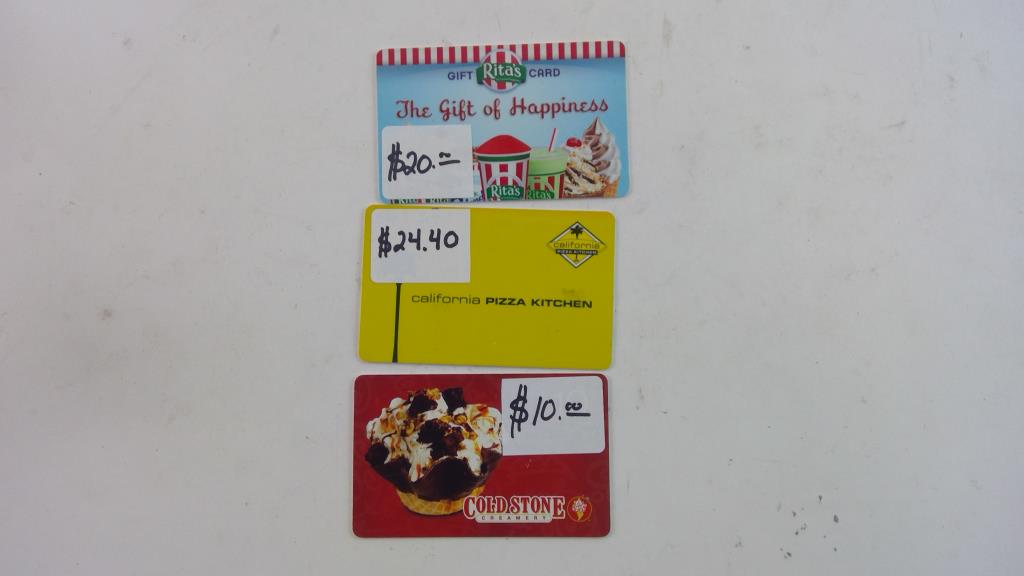 GIFT Rita's CARD
The Gift of Happiness
$20.=
Rita's
Rita's
$24.40
california
PIZZA KITCHEN
california PIZZA KITCHEN
$10.00
COLD STONE
CREAMERY